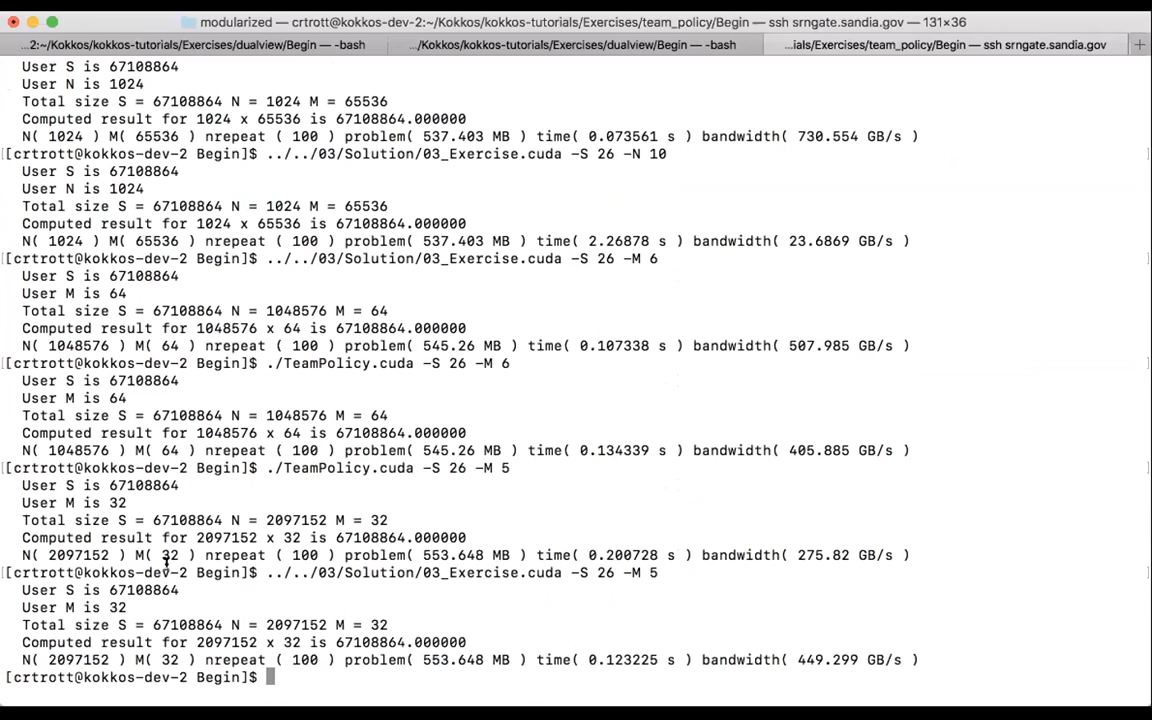 modularized — crtrott@kokkos-dev-2:~/Kokkos/kokkos-tutorials/Exercises/team_policy/Begin — ssh srngate.sandia.gov — 131×36
...2:~/Kokkos/kokkos-tutorials/Exercises/dualview/Begin — -bash
.../Kokkos/kokkos-tutorials/Exercises/dualview/Begin — -bash
...ials/Exercises/team_policy/Begin — ssh srngate.sandia.gov
+
User S is 67108864
User N is 1024
Total size S = 67108864 N = 1024 M = 65536
Computed result for 1024 x 65536 is 67108864.000000
N( 1024 ) M( 65536 ) nrepeat ( 100 ) problem( 537.403 MB ) time( 0.073561 s ) bandwidth( 730.554 GB/s )
[crtrott@kokkos-dev-2 Begin]$ ../../03/Solution/03_Exercise.cuda -S 26 -N 10
User S is 67108864
User N is 1024
Total size S = 67108864 N = 1024 M = 65536
Computed result for 1024 x 65536 is 67108864.000000
N( 1024 ) M( 65536 ) nrepeat ( 100 ) problem( 537.403 MB ) time( 2.26878 s ) bandwidth( 23.6869 GB/s )
[crtrott@kokkos-dev-2 Begin]$ ../../03/Solution/03_Exercise.cuda -S 26 -M 6
User S is 67108864
User M is 64
Total size S = 67108864 N = 1048576 M = 64
Computed result for 1048576 x 64 is 67108864.000000
N( 1048576 ) M( 64 ) nrepeat ( 100 ) problem( 545.26 MB ) time( 0.107338 s ) bandwidth( 507.985 GB/s )
[crtrott@kokkos-dev-2 Begin]$ ./TeamPolicy.cuda -S 26 -M 6
User S is 67108864
User M is 64
Total size S = 67108864 N = 1048576 M = 64
Computed result for 1048576 x 64 is 67108864.000000
N( 1048576 ) M( 64 ) nrepeat ( 100 ) problem( 545.26 MB ) time( 0.134339 s ) bandwidth( 405.885 GB/s )
[crtrott@kokkos-dev-2 Begin]$ ./TeamPolicy.cuda -S 26 -M 5
User S is 67108864
User M is 32
Total size S = 67108864 N = 2097152 M = 32
Computed result for 2097152 x 32 is 67108864.000000
N( 2097152 ) M( 32 ) nrepeat ( 100 ) problem( 553.648 MB ) time( 0.200728 s ) bandwidth( 275.82 GB/s )
[crtrott@kokkos-dev-2 Begin]$ ../../03/Solution/03_Exercise.cuda -S 26 -M 5
User S is 67108864
User M is 32
Total size S = 67108864 N = 2097152 M = 32
Computed result for 2097152 x 32 is 67108864.000000
N( 2097152 ) M( 32 ) nrepeat ( 100 ) problem( 553.648 MB ) time( 0.123225 s ) bandwidth( 449.299 GB/s )
[crtrott@kokkos-dev-2 Begin]$